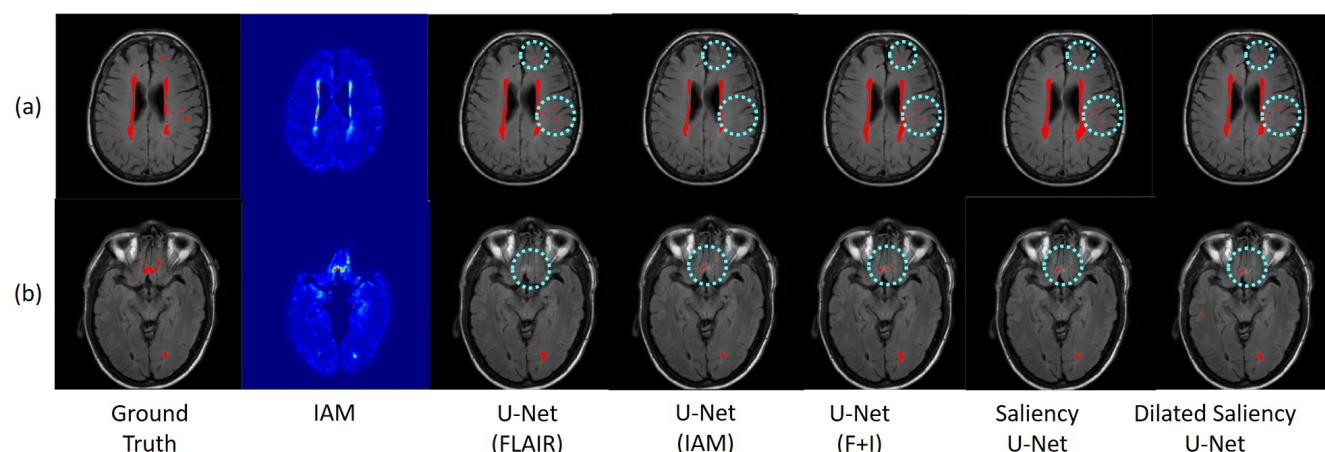 (a)
(b)
Ground Truth
IAM
U-Net (FLAIR)
U-Net (IAM)
U-Net (F+I)
Saliency U-Net
Dilated Saliency U-Net